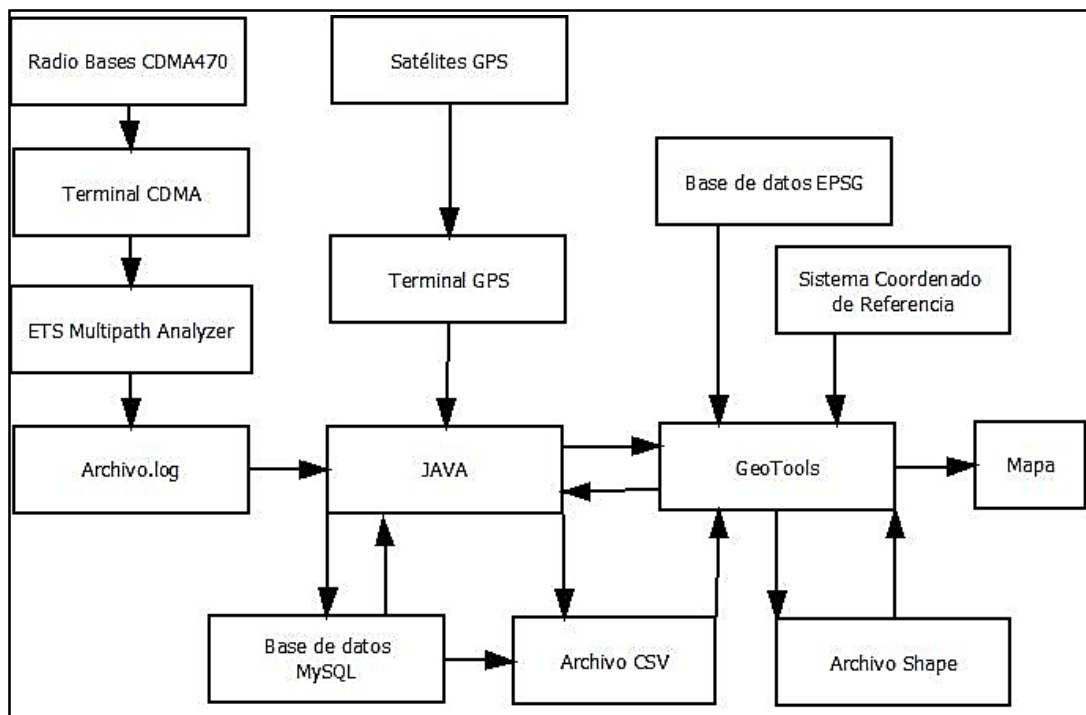 Radio Bases CDMA470
Satélites GPS
Terminal CDMA
Base de datos EPSG
Terminal GPS
Sistema Coordenado
de Referencia
ETS Multipath Analyzer
Archivo.log
JAVA
GeoTools
Mapa
Base de datos
MySQL
Archivo CSV
Archivo Shape